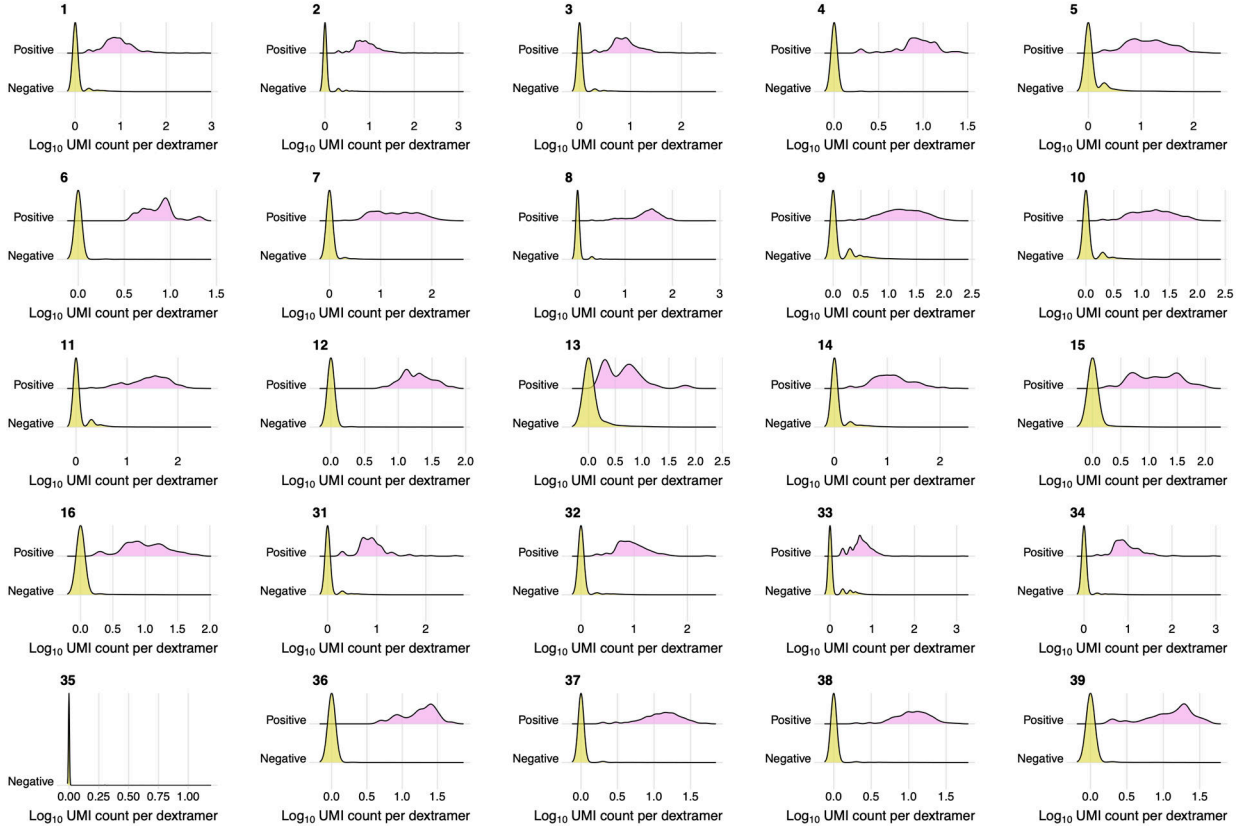 1 2 3 4 5
Positive Positive Positive Positive Positive
Negative Negative Negative Negative Negative
0 1 2 3 0 1 2 3 0 1 2 0.0 0.5 1.0 1.5 0 1 2
Log₁₀ UMI count per dextramer Log₁₀ UMI count per dextramer Log₁₀ UMI count per dextramer Log₁₀ UMI count per dextramer Log₁₀ UMI count per dextramer
6 7 8 9 10
Positive Positive Positive Positive Positive
Negative Negative Negative Negative Negative
0.0 0.5 1.0 1.5 0 1 2 0 1 2 3 0.0 0.5 1.0 1.5 2.0 2.5 0.0 0.5 1.0 1.5 2.0 2.5
Log₁₀ UMI count per dextramer Log₁₀ UMI count per dextramer Log₁₀ UMI count per dextramer Log₁₀ UMI count per dextramer Log₁₀ UMI count per dextramer
11 12 13 14 15
Positive Positive Positive Positive Positive
Negative Negative Negative Negative Negative
0 1 2 0.0 0.5 1.0 1.5 2.0 0.0 0.5 1.0 1.5 2.0 2.5 0 1 2 0.0 0.5 1.0 1.5 2.0
Log₁₀ UMI count per dextramer Log₁₀ UMI count per dextramer Log₁₀ UMI count per dextramer Log₁₀ UMI count per dextramer Log₁₀ UMI count per dextramer
16 31 32 33 34
Positive Positive Positive Positive Positive
Negative Negative Negative Negative Negative
0.0 0.5 1.0 1.5 2.0 0 1 2 0 1 2 0 1 2 3 0 1 2 3
Log₁₀ UMI count per dextramer Log₁₀ UMI count per dextramer Log₁₀ UMI count per dextramer Log₁₀ UMI count per dextramer Log₁₀ UMI count per dextramer
35 36 37 38 39
Positive Positive Positive Positive
Negative Negative Negative Negative Negative
0.00 0.25 0.50 0.75 1.00 0.0 0.5 1.0 1.5 0.0 0.5 1.0 1.5 0.0 0.5 1.0 1.5 0.0 0.5 1.0 1.5
Log₁₀ UMI count per dextramer Log₁₀ UMI count per dextramer Log₁₀ UMI count per dextramer Log₁₀ UMI count per dextramer Log₁₀ UMI count per dextramer